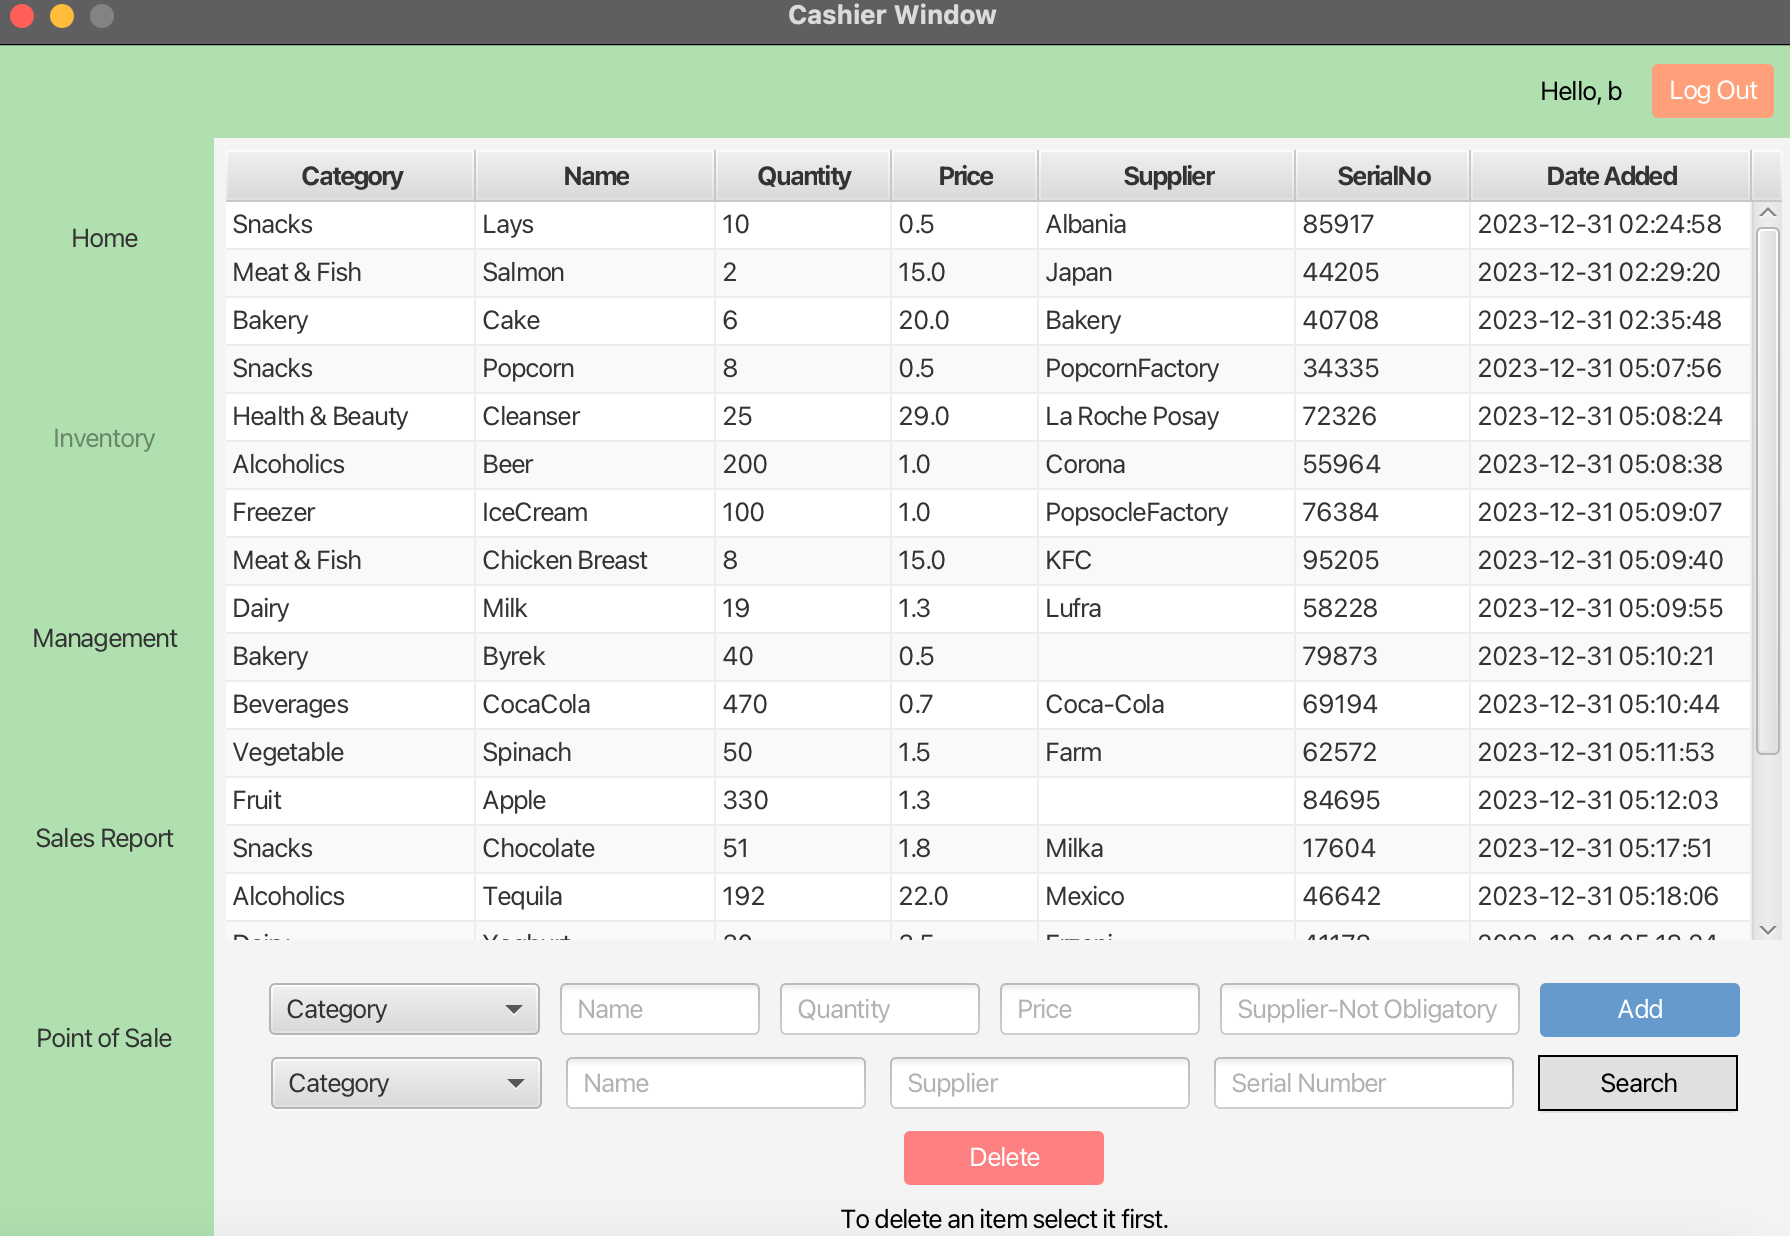 Cashier Window
Hello, b Log Out
Category Name Quantity Price Supplier SerialNo Date Added
Snacks Lays 10 0.5 Albania 85917 2023-12-31 02:24:58
Meat & Fish Salmon 2 15.0 Japan 44205 2023-12-31 02:29:20
Bakery Cake 6 20.0 Bakery 40708 2023-12-31 02:35:48
Snacks Popcorn 8 0.5 PopcornFactory 34335 2023-12-31 05:07:56
Health & Beauty Cleanser 25 29.0 La Roche Posay 72326 2023-12-31 05:08:24
Alcoholics Beer 200 1.0 Corona 55964 2023-12-31 05:08:38
Freezer IceCream 100 1.0 PopsocleFactory 76384 2023-12-31 05:09:07
Meat & Fish Chicken Breast 8 15.0 KFC 95205 2023-12-31 05:09:40
Dairy Milk 19 1.3 Lufra 58228 2023-12-31 05:09:55
Bakery Byrek 40 0.5 79873 2023-12-31 05:10:21
Beverages CocaCola 470 0.7 Coca-Cola 69194 2023-12-31 05:10:44
Vegetable Spinach 50 1.5 Farm 62572 2023-12-31 05:11:53
Fruit Apple 330 1.3 84695 2023-12-31 05:12:03
Snacks Chocolate 51 1.8 Milka 17604 2023-12-31 05:17:51
Alcoholics Tequila 192 22.0 Mexico 46642 2023-12-31 05:18:06
Home
Inventory
Management
Sales Report
Point of Sale
Category Name Quantity Price Supplier-Not Obligatory Add
Category Name Supplier Serial Number Search
Delete
To delete an item select it first.